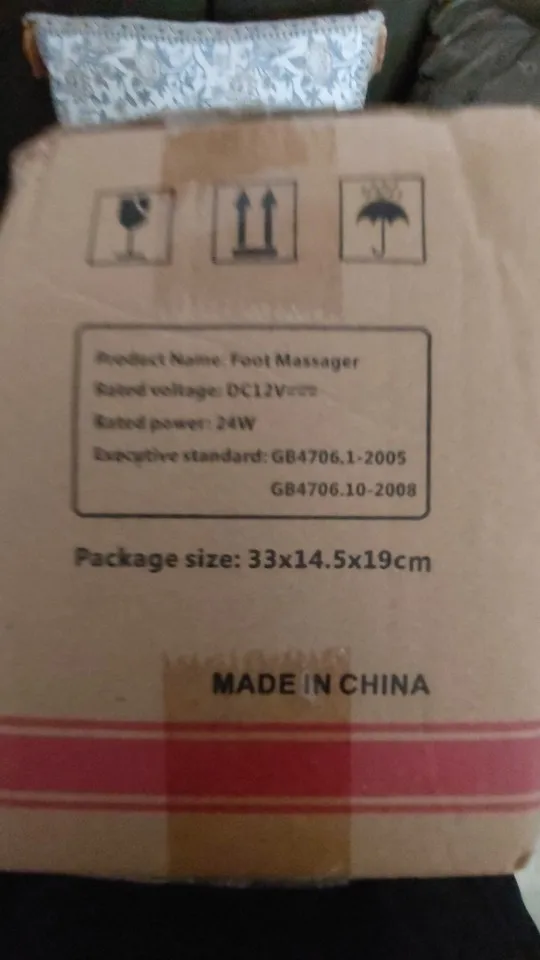 Product Name: Foot Massager
Rated voltage: DC12V⎓
Rated power: 24W
Executive standard: GB4706.1-2005
GB4706.10-2008
Package size: 33x14.5x19cm
MADE IN CHINA